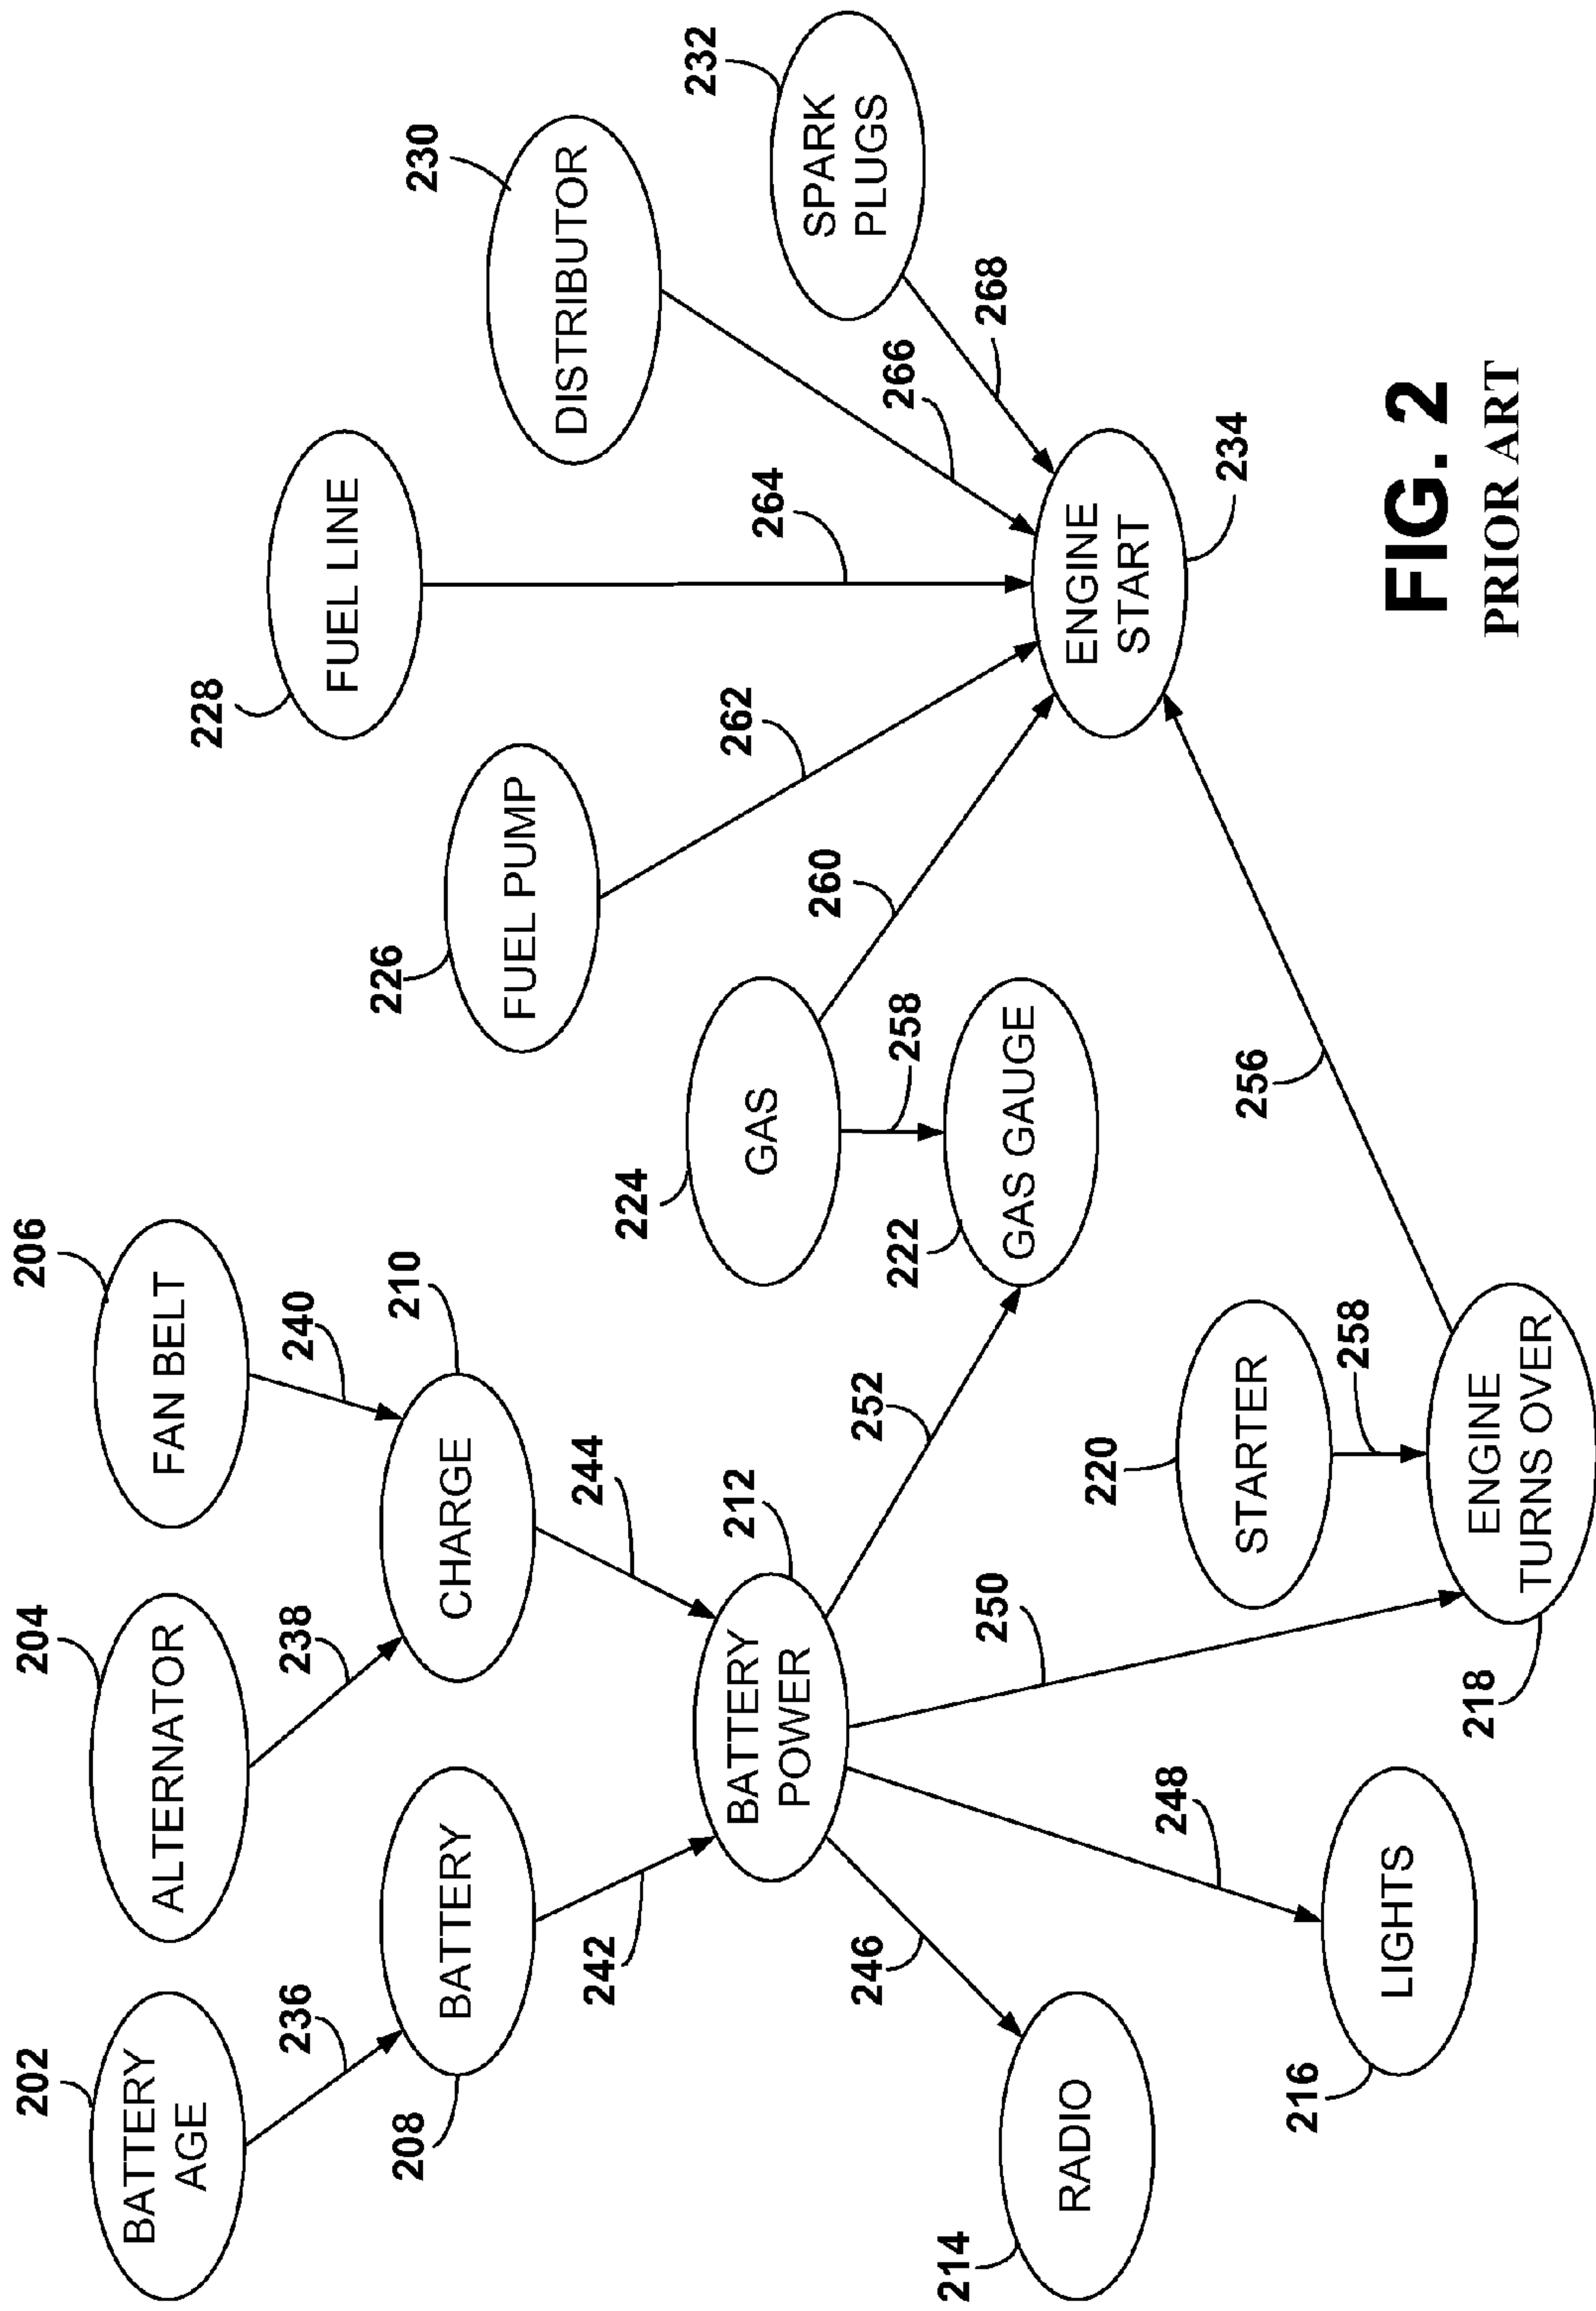 202
BATTERY
AGE
204
ALTERNATOR
206
FAN BELT
236
238
240
208
BATTERY
CHARGE
210
242
244
BATTERY
POWER
212
246
248
250
252
214
RADIO
216
LIGHTS
218
ENGINE
TURNS OVER
220
STARTER
258
222
GAS GAUGE
224
GAS
258
226
FUEL PUMP
228
FUEL LINE
230
DISTRIBUTOR
232
SPARK
PLUGS
256
260
262
264
266
268
ENGINE
START
234
FIG. 2
PRIOR ART